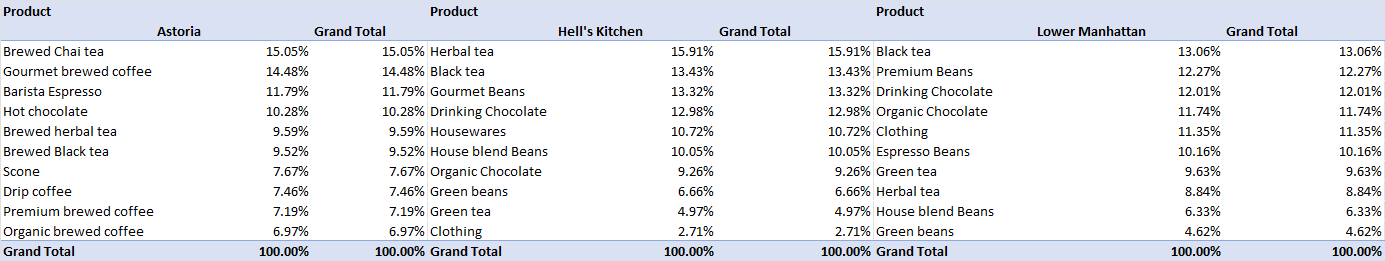 Product Product Product
Astoria Grand Total Hell's Kitchen Grand Total Lower Manhattan Grand Total
Brewed Chai tea 15.05% 15.05% Herbal tea 15.91% 15.91% Black tea 13.06% 13.06%
Gourmet brewed coffee 14.48% 14.48% Black tea 13.43% 13.43% Premium Beans 12.27% 12.27%
Barista Espresso 11.79% 11.79% Gourmet Beans 13.32% 13.32% Drinking Chocolate 12.01% 12.01%
Hot chocolate 10.28% 10.28% Drinking Chocolate 12.98% 12.98% Organic Chocolate 11.74% 11.74%
Brewed herbal tea 9.59% 9.59% Housewares 10.72% 10.72% Clothing 11.35% 11.35%
Brewed Black tea 9.52% 9.52% House blend Beans 10.05% 10.05% Espresso Beans 10.16% 10.16%
Scone 7.67% 7.67% Organic Chocolate 9.26% 9.26% Green tea 9.63% 9.63%
Drip coffee 7.46% 7.46% Green beans 6.66% 6.66% Herbal tea 8.84% 8.84%
Premium brewed coffee 7.19% 7.19% Green tea 4.97% 4.97% House blend Beans 6.33% 6.33%
Organic brewed coffee 6.97% 6.97% Clothing 2.71% 2.71% Green beans 4.62% 4.62%
Grand Total 100.00% 100.00% Grand Total 100.00% 100.00% Grand Total 100.00% 100.00%